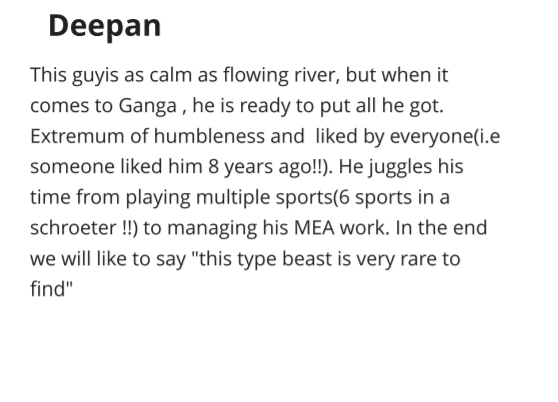 Deepan
This guyis as calm as flowing river, but when it
comes to Ganga , he is ready to put all he got.
Extremum of humbleness and  liked by everyone(i.e
someone liked him 8 years ago!!). He juggles his
time from playing multiple sports(6 sports in a
schroeter !!) to managing his MEA work. In the end
we will like to say "this type beast is very rare to
find"